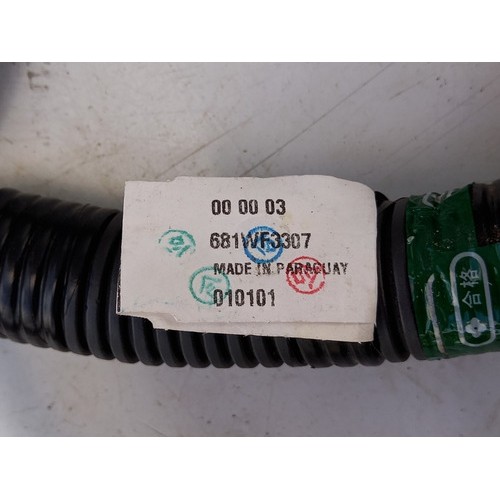 00 00 03
681WF3307
MADE IN PARAGUAY
010101
合格